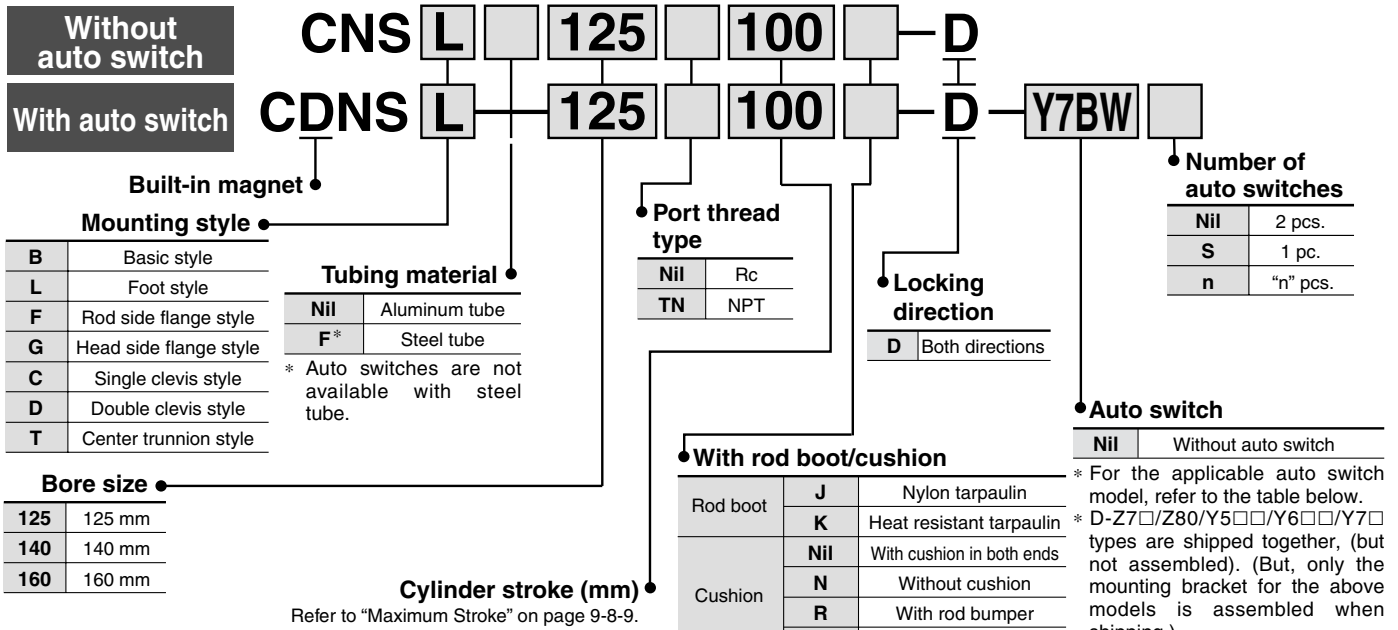 Without
auto switch
CNS L 125 100 — D
With auto switch
CDNS L — 125 100 — D — Y7BW
Built-in magnet
Mounting style
B Basic style
L Foot style
F Rod side flange style
G Head side flange style
C Single clevis style
D Double clevis style
T Center trunnion style
Bore size
125 125 mm
140 140 mm
160 160 mm
Tubing material
Nil Aluminum tube
F* Steel tube
* Auto switches are not
available with steel
tube.
Port thread
type
Nil Rc
TN NPT
Cylinder stroke (mm)
Refer to “Maximum Stroke” on page 9-8-9.
Locking
direction
D Both directions
With rod boot/cushion
Rod boot
J Nylon tarpaulin
K Heat resistant tarpaulin
Cushion
Nil With cushion in both ends
N Without cushion
R With rod bumper
Number of
auto switches
Nil 2 pcs.
S 1 pc.
n “n” pcs.
Auto switch
Nil Without auto switch
* For the applicable auto switch
model, refer to the table below.
* D-Z7□/Z80/Y5□□/Y6□□/Y7□
types are shipped together, (but
not assembled). (But, only the
mounting bracket for the above
models is assembled when